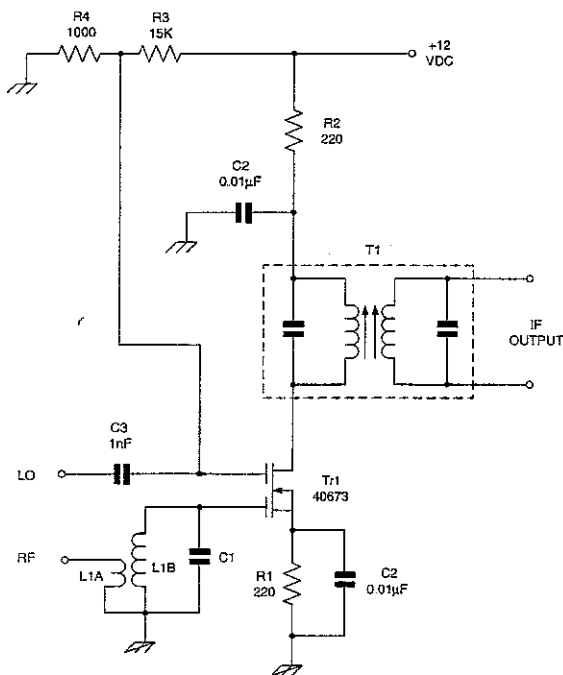 R4
1000
R3
15K
+12
VDC
R2
220
C2
0.01µF
T1
IF
OUTPUT
C3
1nF
LO
Tr1
40673
RF
L1A
L1B
C1
R1
220
C2
0.01µF